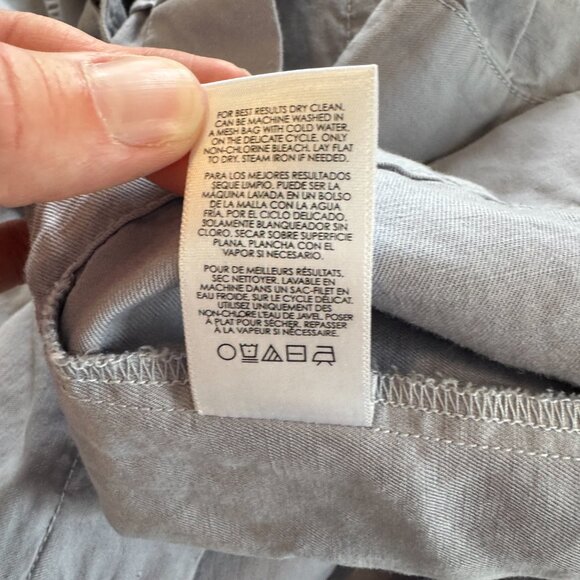 FOR BEST RESULTS DRY CLEAN.
CAN BE MACHINE WASHED IN
A MESH BAG WITH COLD WATER,
ON THE DELICATE CYCLE. ONLY
NON-CHLORINE BLEACH. LAY FLAT
TO DRY. STEAM IRON IF NEEDED.
PARA LOS MEJORES RESULTADOS
SEQUE LIMPIO. PUEDE SER LA
MÁQUINA LAVADA EN UN BOLSO
DE LA MALLA CON LA AGUA
FRÍA, POR EL CICLO DELICADO.
SOLAMENTE BLANQUEADOR SIN
CLORO. SECAR SOBRE SUPERFICIE
PLANA. PLANCHA CON EL
VAPOR SI NECESARIO.
POUR DE MEILLEURS RÉSULTATS,
SEC NETTOYER. LAVABLE EN
MACHINE DANS UN SAC-FILET EN
EAU FROIDE, SUR LE CYCLE DÉLICAT.
UTILISEZ UNIQUEMENT DES
NON-CHLORE L'EAU DE JAVEL. POSER
À PLAT POUR SÉCHER. REPASSER
À LA VAPEUR SI NÉCESSAIRE.